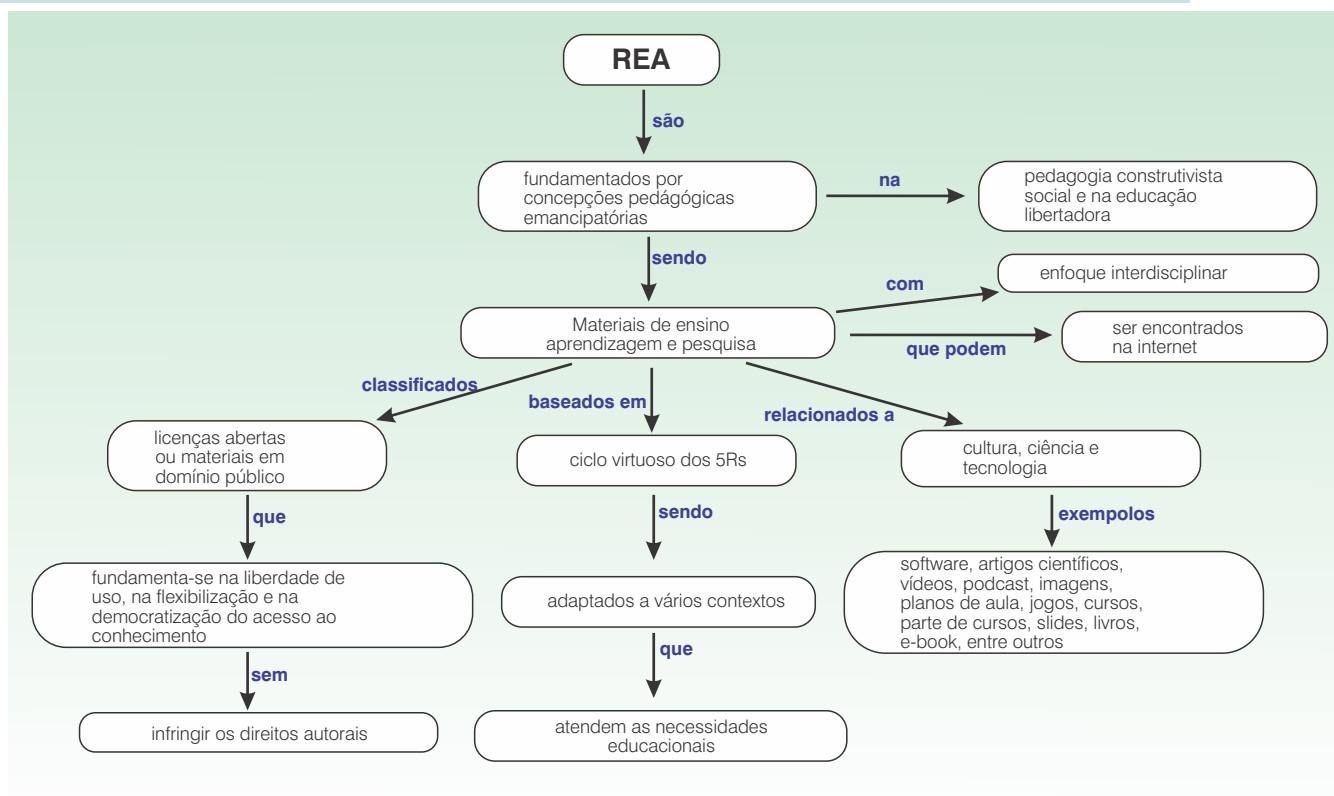 REA
são
fundamentados por
concepções pedágógicas
emancipatórias
na
pedagogia construtivista
social e na educação
libertadora
sendo
com
enfoque interdisciplinar
Materiais de ensino
aprendizagem e pesquisa
que podem
ser encontrados
na internet
classificados
baseados em
relacionados a
licenças abertas
ou materiais em
domínio público
ciclo virtuoso dos 5Rs
cultura, ciência e
tecnologia
que
sendo
exempolos
fundamenta-se na liberdade de
uso, na flexibilização e na
democratização do acesso ao
conhecimento
adaptados a vários contextos
software, artigos científicos,
vídeos, podcast, imagens,
planos de aula, jogos, cursos,
parte de cursos, slides, livros,
e-book, entre outros
sem
que
infringir os direitos autorais
atendem as necessidades
educacionais